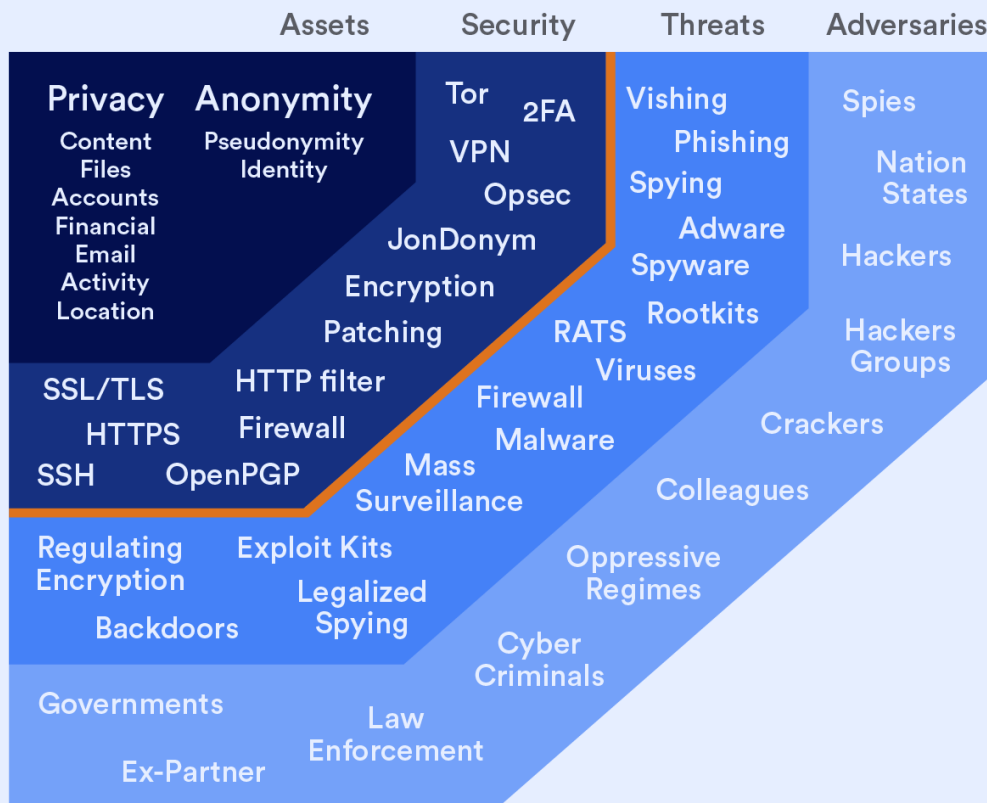 Assets
Security
Threats
Adversaries
Privacy
Content
Files
Accounts
Financial
Email
Activity
Location
Anonymity
Pseudonymity
Identity
Tor
2FA
VPN
Opsec
JonDonym
Encryption
Patching
HTTP filter
Firewall
SSL/TLS
HTTPS
SSH
OpenPGP
Vishing
Phishing
Spying
Adware
Spyware
Rootkits
RATS
Viruses
Firewall
Malware
Mass
Surveillance
Exploit Kits
Regulating
Encryption
Legalized
Spying
Backdoors
Spies
Nation
States
Hackers
Hackers
Groups
Crackers
Colleagues
Oppressive
Regimes
Cyber
Criminals
Governments
Law
Enforcement
Ex-Partner